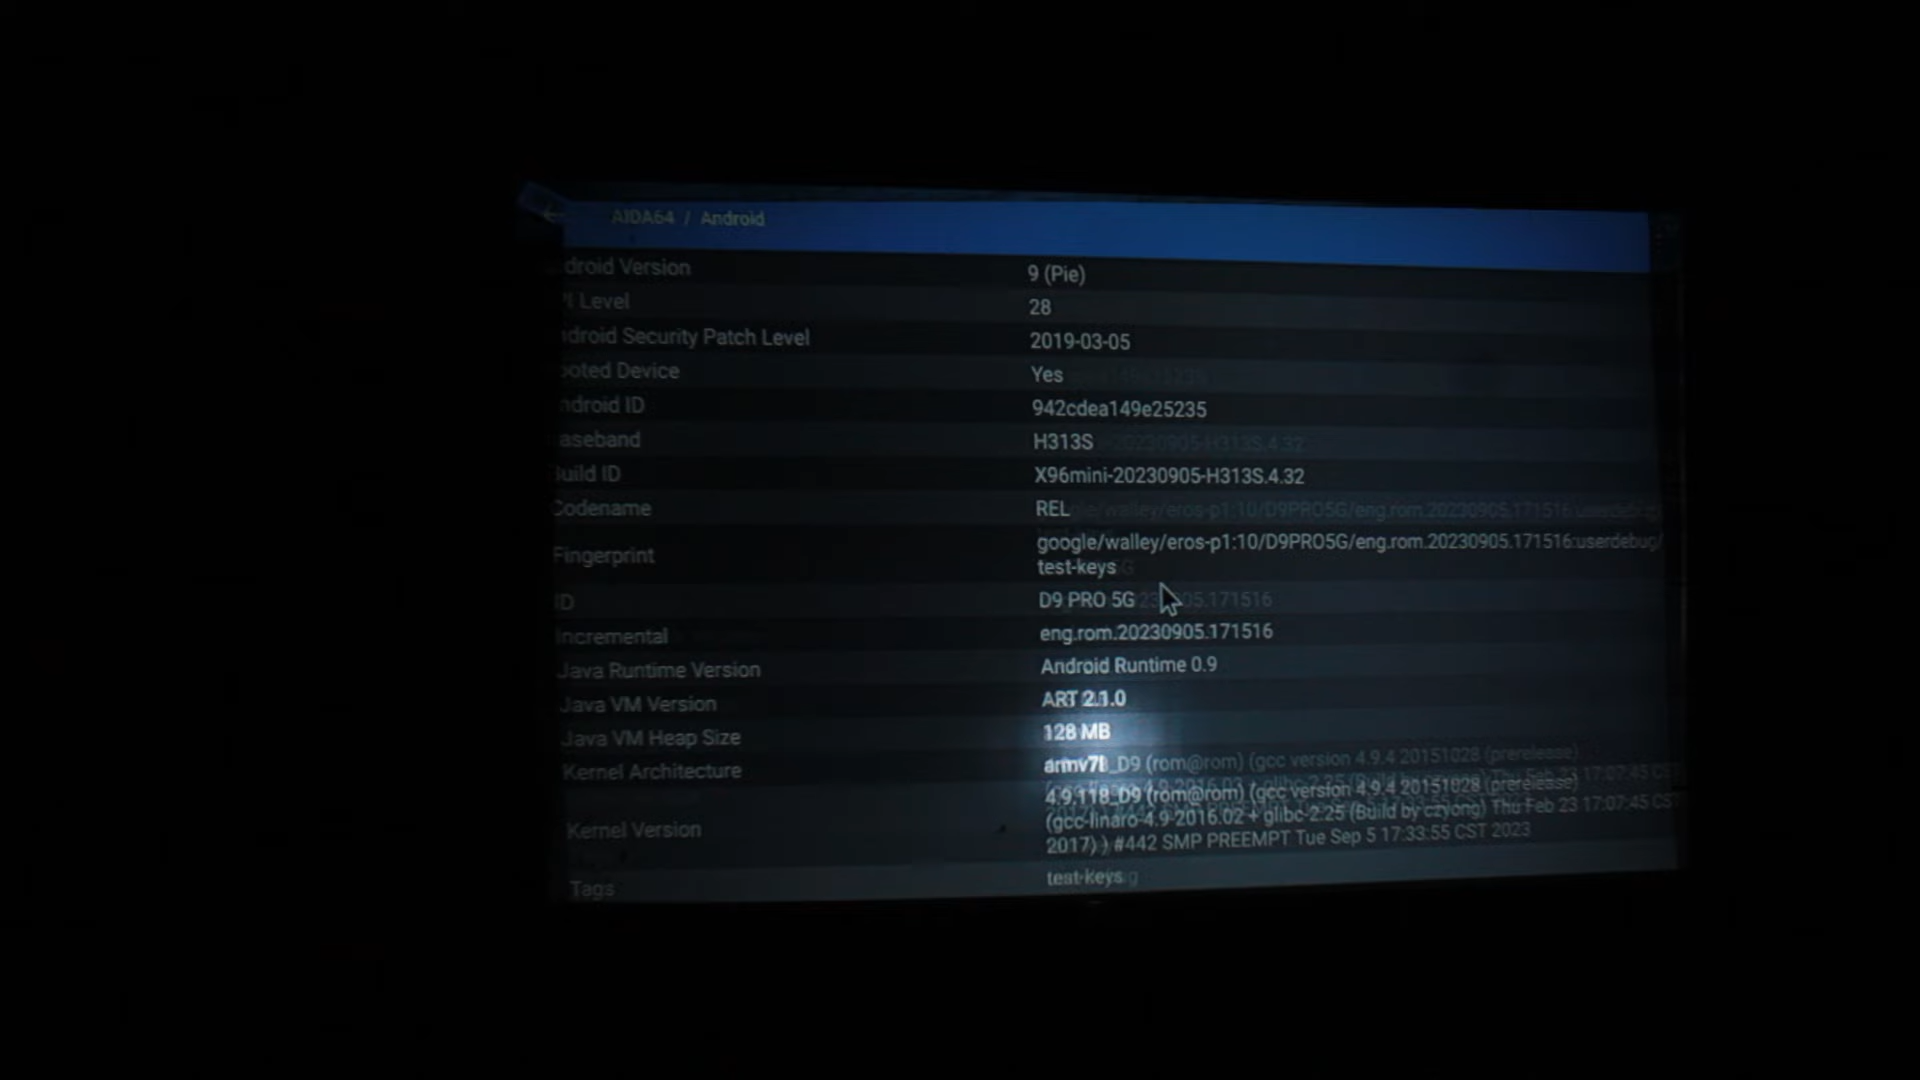 AIDA64 / Android
droid Version 9 (Pie)
I Level 28
droid Security Patch Level 2019-03-05
ooted Device Yes
ndroid ID 942cdea149e25235
aseband H313S
uild ID X96mini-20230905-H313S.4.32
Codename REL
Fingerprint google/walley/eros-p1:10/D9PRO5G/eng.rom.20230905.171516:userdebug/
test-keys
ID D9 PRO 5G
Incremental eng.rom.20230905.171516
Java Runtime Version Android Runtime 0.9
Java VM Version ART 2.1.0
Java VM Heap Size 128 MB
Kernel Architecture armv7l
Kernel Version 4.9.118_D9 (rom@rom) (gcc version 4.9.4 20151028 (prerelease)
(gcc-linaro-4.9-2016.02 + glibc-2.25 (Build by czyong) Thu Feb 23 17:07:45 CS
2017) ) #442 SMP PREEMPT Tue Sep 5 17:33:55 CST 2023
Tags test-keys